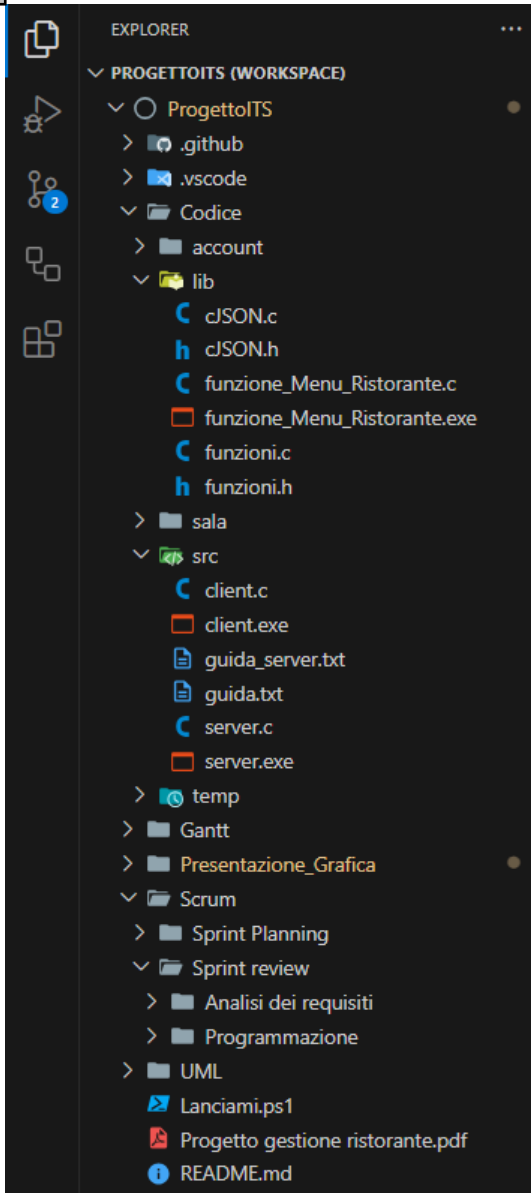 EXPLORER
PROGETTOITS (WORKSPACE)
ProgettoITS
.github
.vscode
Codice
account
lib
cJSON.c
cJSON.h
funzione_Menu_Ristorante.c
funzione_Menu_Ristorante.exe
funzioni.c
funzioni.h
sala
src
client.c
client.exe
guida_server.txt
guida.txt
server.c
server.exe
2
temp
Gantt
Presentazione_Grafica
Scrum
Sprint Planning
Sprint review
Analisi dei requisiti
Programmazione
UML
Lanciami.ps1
Progetto gestione ristorante.pdf
README.md